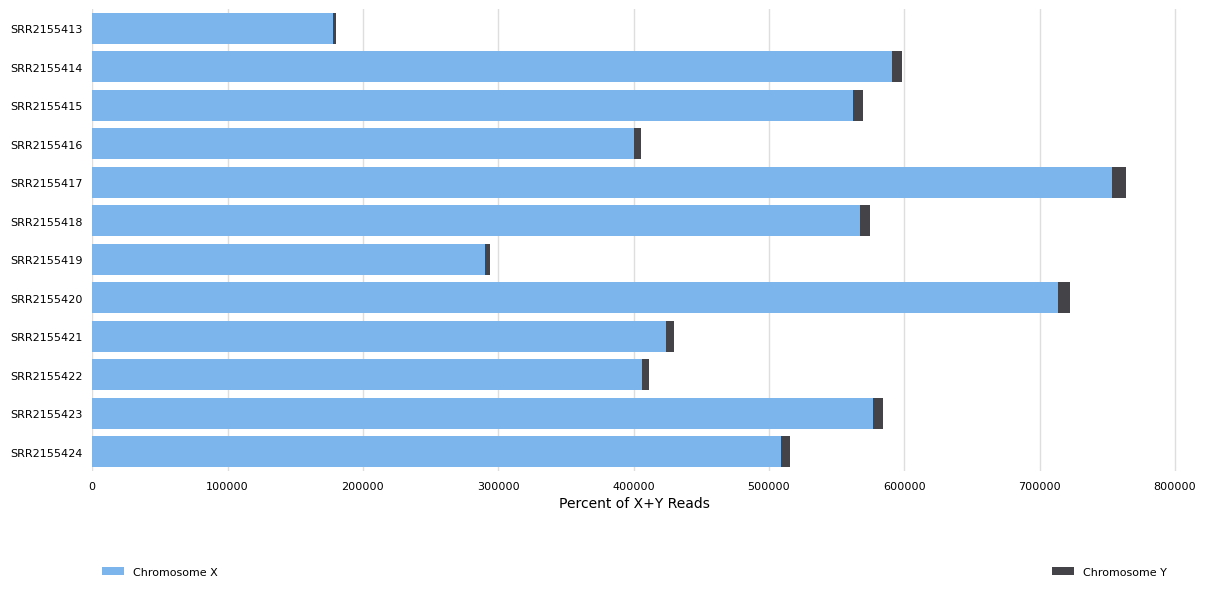 SRR2155413
SRR2155414
SRR2155415
SRR2155416
SRR2155417
SRR2155418
SRR2155419
SRR2155420
SRR2155421
SRR2155422
SRR2155423
SRR2155424
0 100000 200000 300000 400000 500000 600000 700000 800000
Percent of X+Y Reads
Chromosome X Chromosome Y